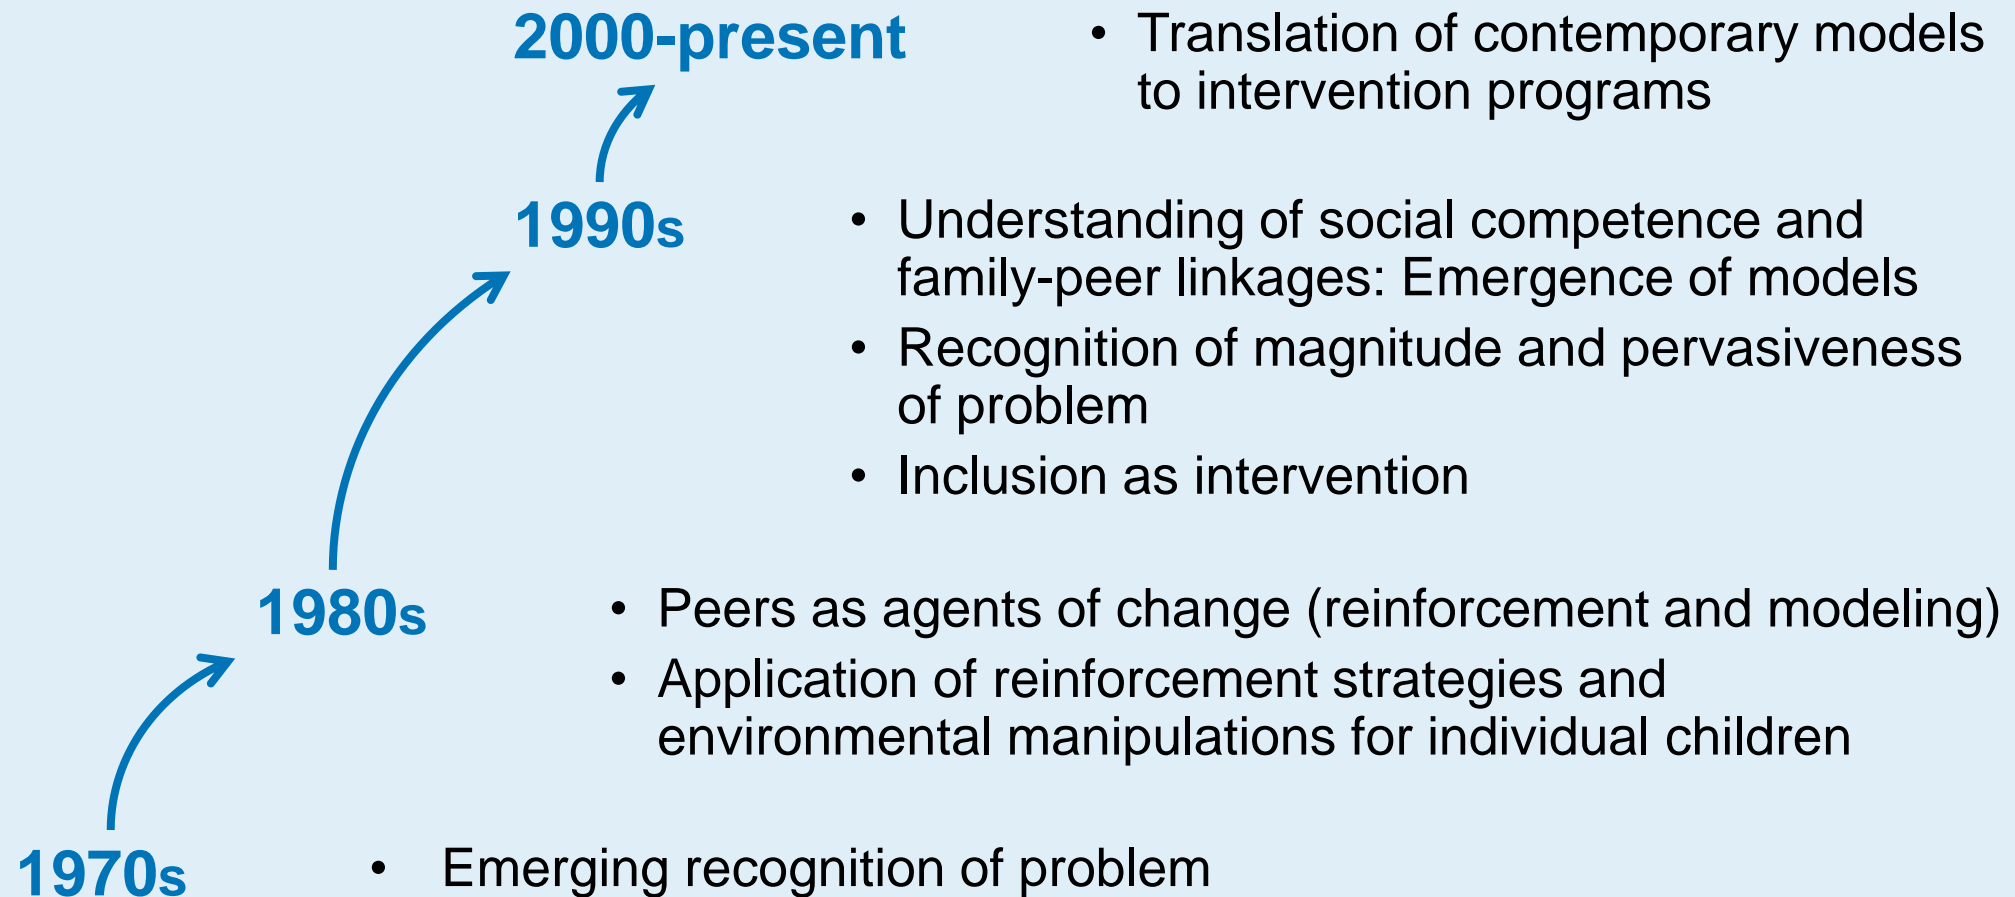 2000-present
• Translation of contemporary models
to intervention programs
1990s
• Understanding of social competence and
family-peer linkages: Emergence of models
• Recognition of magnitude and pervasiveness
of problem
• Inclusion as intervention
1980s
• Peers as agents of change (reinforcement and modeling)
• Application of reinforcement strategies and
environmental manipulations for individual children
1970s
• Emerging recognition of problem